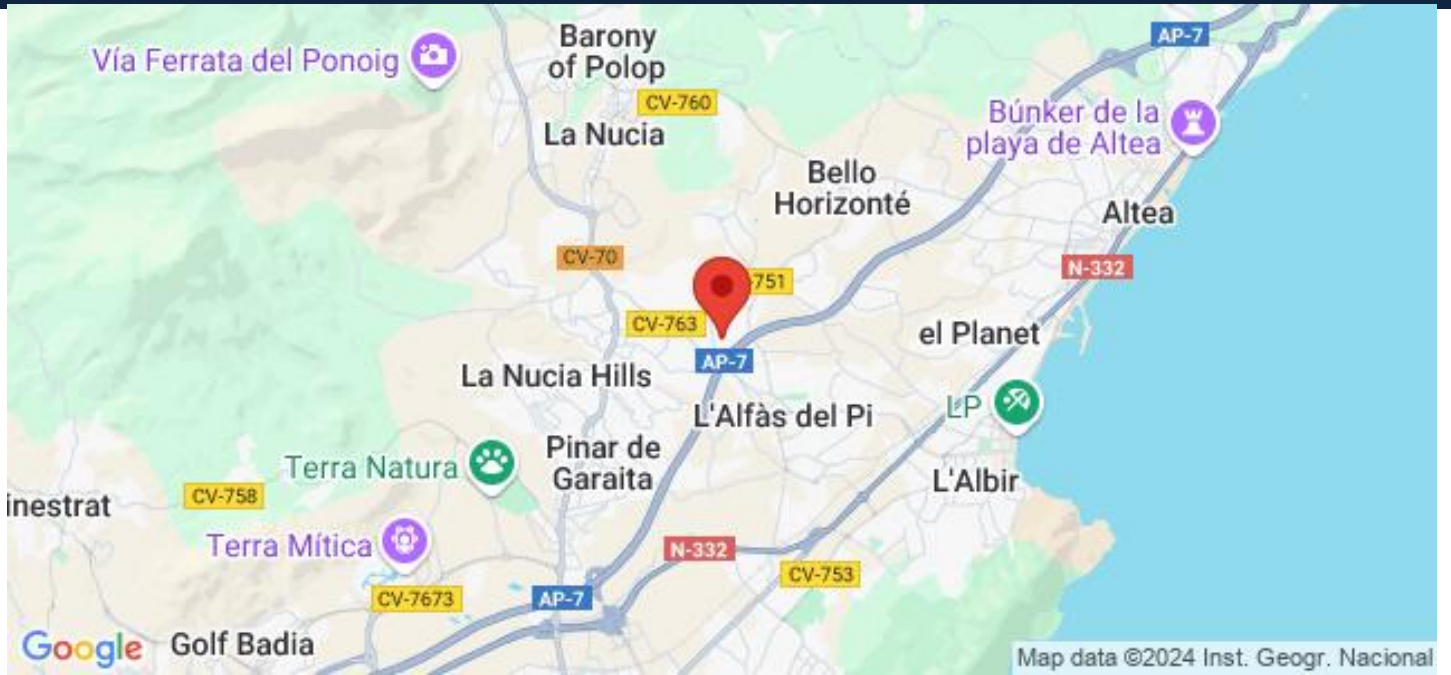 AP-7
Barony
of Polop
Vía Ferrata del Ponoig
CV-760
Búnker de la
playa de Altea
La Nucia
Bello
Horizonté
Altea
CV-70
N-332
751
CV-763
el Planet
AP-7
La Nucia Hills
LP
L'Alfàs del Pi
Pinar de
Garaita
Terra Natura
L'Albir
CV-758
inestrat
Terra Mítica
N-332
CV-753
CV-7673
AP-7
Google
Golf Badia
Map data ©2024 Inst. Geogr. Nacional